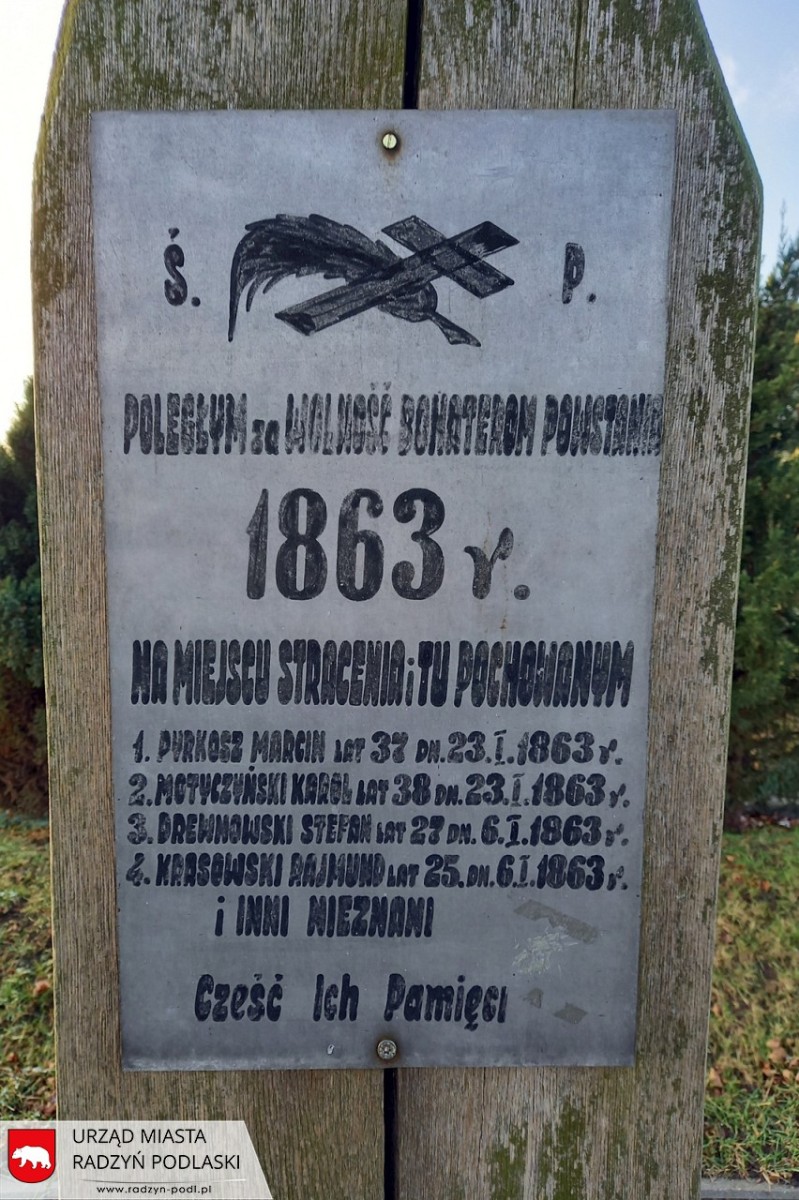 Ś. P.
POLEGŁYM za WOLNOŚĆ BOHATEROM POWSTANIA
1863 r.
NA MIEJSCU STRACENIA i TU POCHOWANYM
1. PYRKOSZ MARCIN LAT 37 DN. 23.I.1863 r.
2. MOTYCZYŃSKI KAROL LAT 38 DN. 23.I.1863 r.
3. DREWNOWSKI STEFAN LAT 27 DN. 6.I.1863 r.
4. KRASOWSKI RAJMUND LAT 25. DN. 6.I.1863 r.
i INNI NIEZNANI
Cześć Ich Pamięci
URZĄD MIASTA
RADZYŃ PODLASKI
www.radzyn-podl.pl